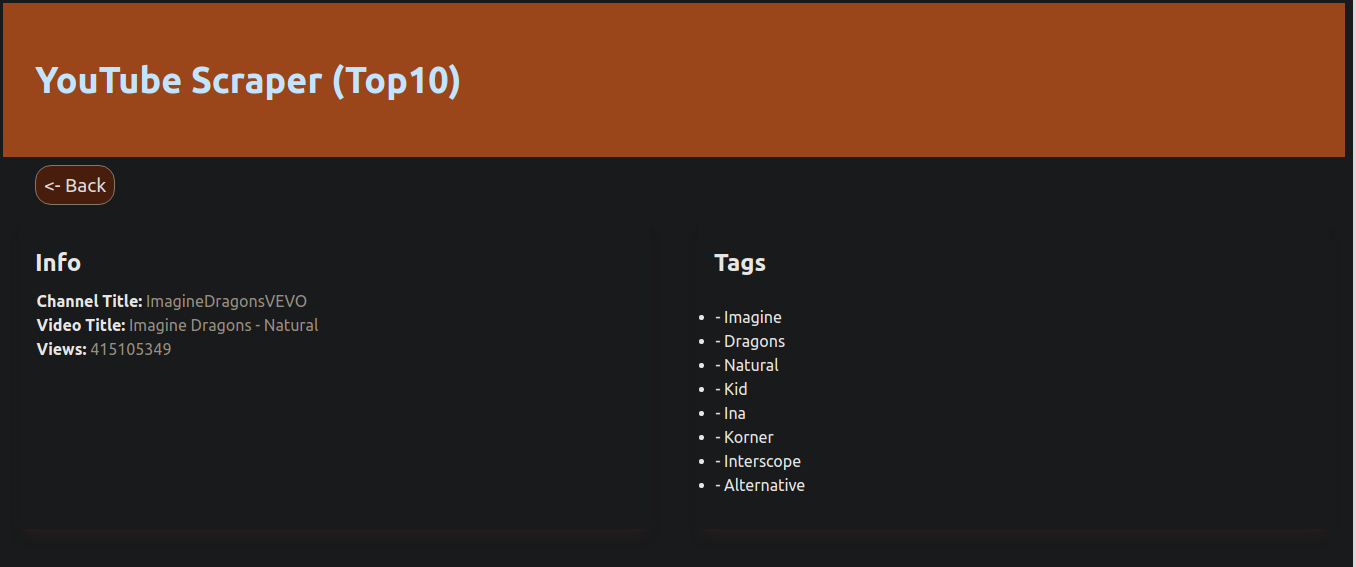 YouTube Scraper (Top10)
<- Back
Info
Channel Title: ImagineDragonsVEVO
Video Title: Imagine Dragons - Natural
Views: 415105349
Tags
- Imagine
- Dragons
- Natural
- Kid
- Ina
- Korner
- Interscope
- Alternative